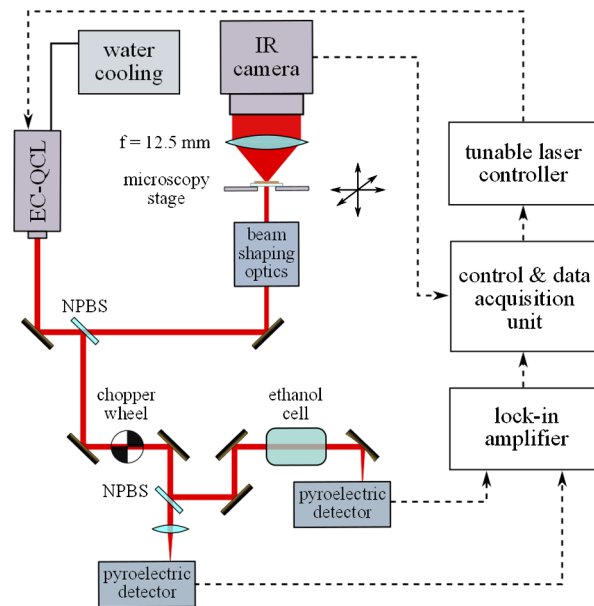 water
cooling
IR
camera
EC-QCL
f = 12.5 mm
microscopy
stage
tunable laser
controller
beam
shaping
optics
control & data
acquisition
unit
NPBS
chopper
wheel
ethanol
cell
lock-in
amplifier
NPBS
pyroelectric
detector
pyroelectric
detector